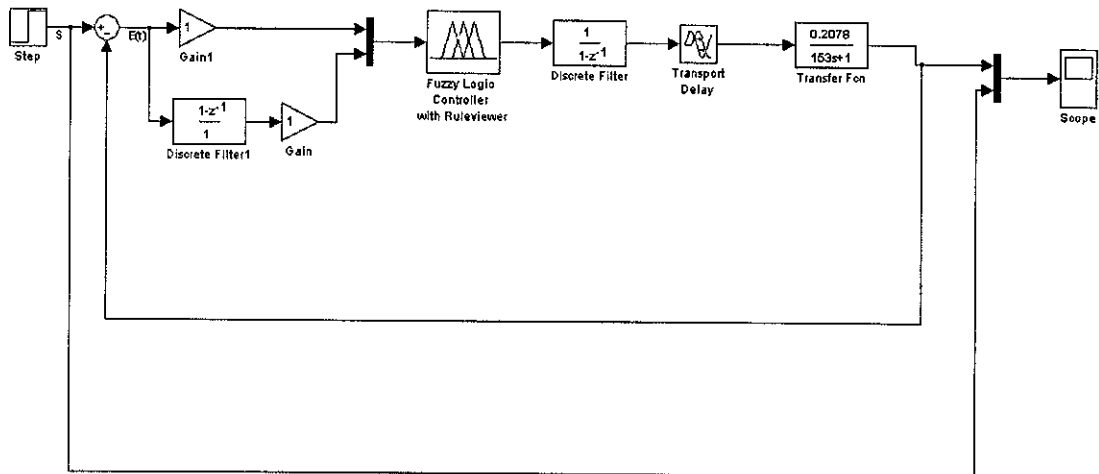 Step
S
+
-
E(t)
1
Gain1
1-z⁻¹
1
Discrete Filter1
1
Gain
Fuzzy Logic
Controller
with Ruleviewer
1
1-z⁻¹
Discrete Filter
Transport
Delay
0.2078
153s+1
Transfer Fcn
Scope